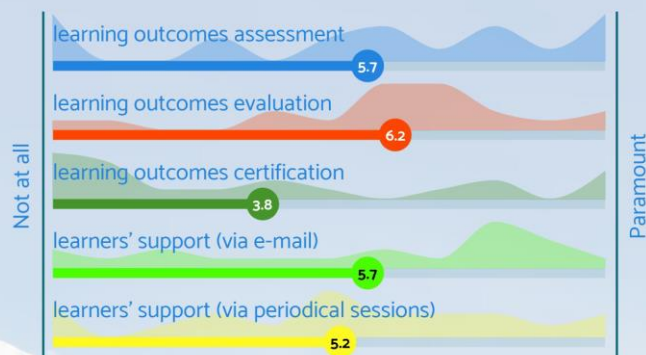 Not at all
learning outcomes assessment
5.7
learning outcomes evaluation
6.2
learning outcomes certification
3.8
learners' support (via e-mail)
5.7
learners' support (via periodical sessions)
5.2
Paramount